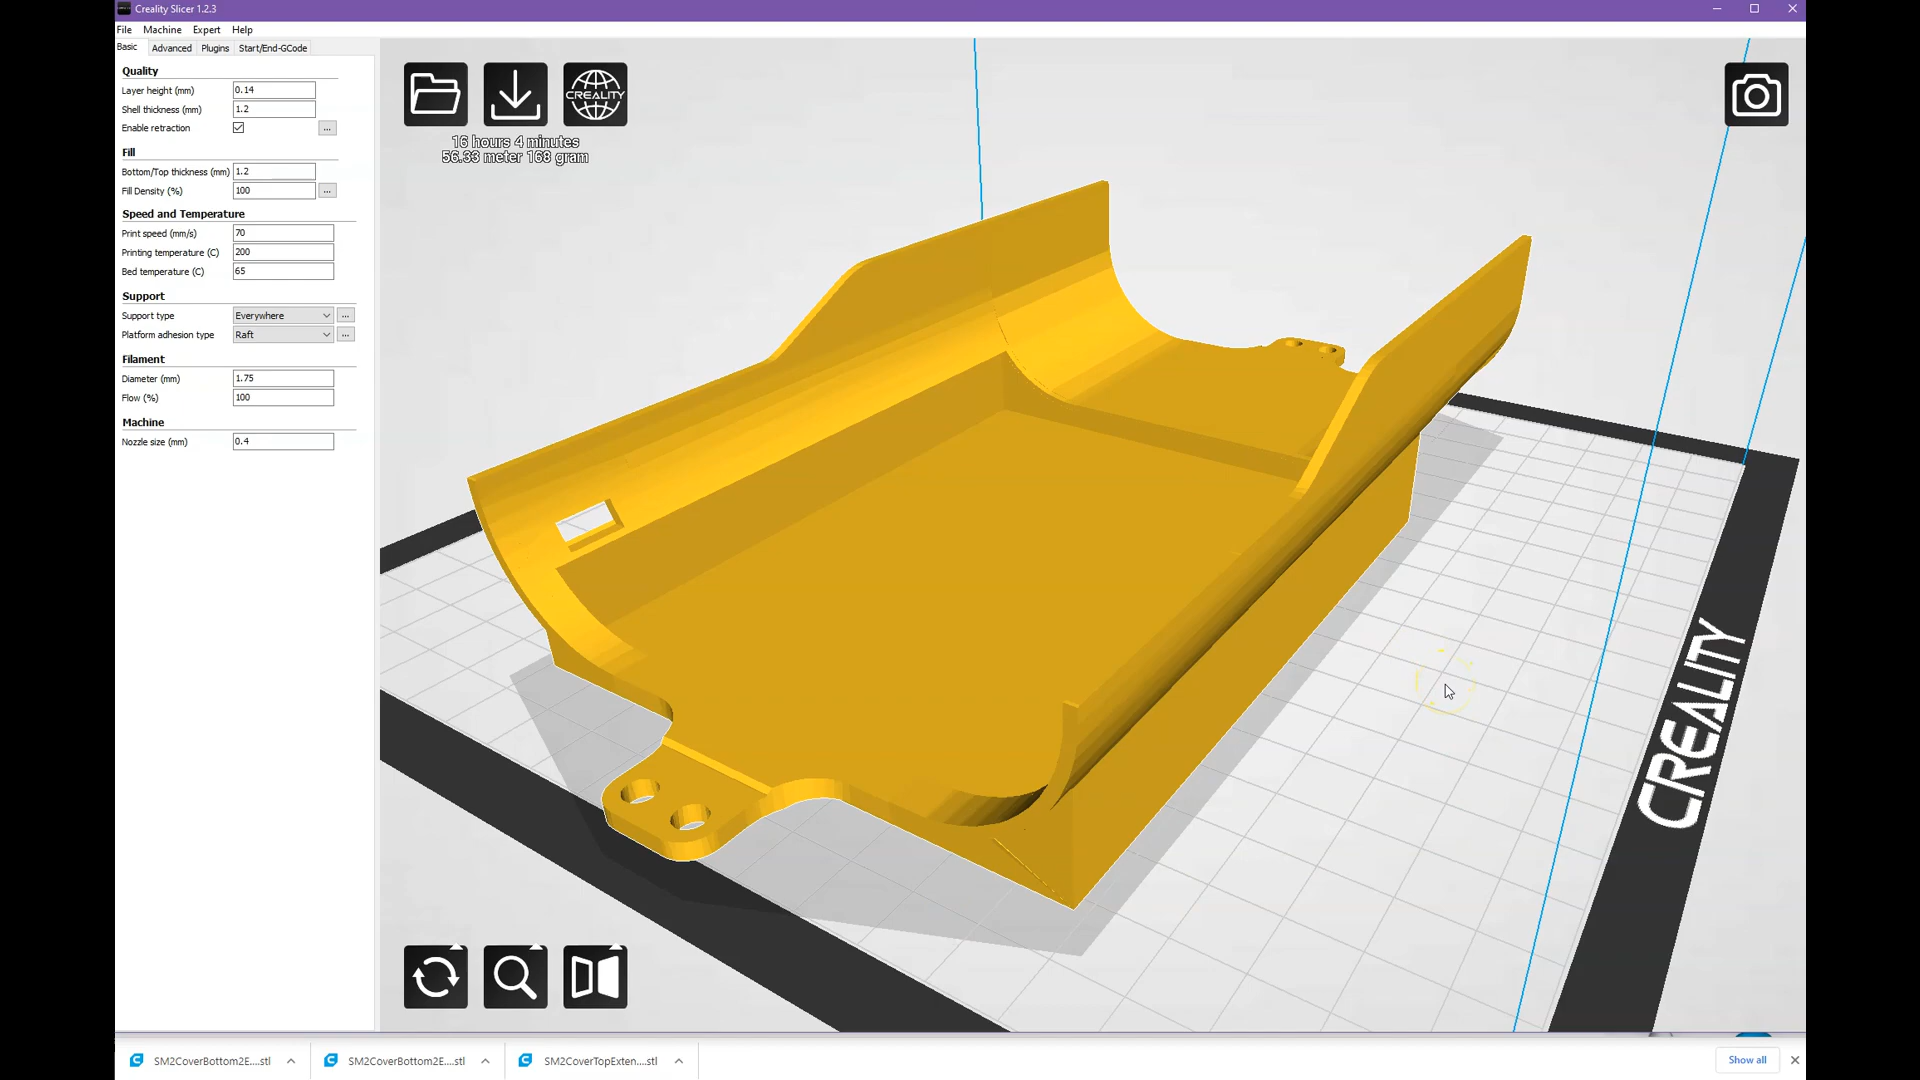 Creality Slicer 1.2.3
File Machine Expert Help
Basic Advanced Plugins Start/End-GCode
Quality
Layer height (mm) 0.14
Shell thickness (mm) 1.2
Enable retraction ...
Fill
Bottom/Top thickness (mm) 1.2
Fill Density (%) 100 ...
Speed and Temperature
Print speed (mm/s) 70
Printing temperature (C) 200
Bed temperature (C) 65
Support
Support type Everywhere ...
Platform adhesion type Raft ...
Filament
Diameter (mm) 1.75
Flow (%) 100
Machine
Nozzle size (mm) 0.4
CREALITY
16 hours 4 minutes
56.33 meter 168 gram
CREALITY
SM2CoverBottom2E....stl
SM2CoverBottom2E....stl
SM2CoverTopExten....stl
Show all